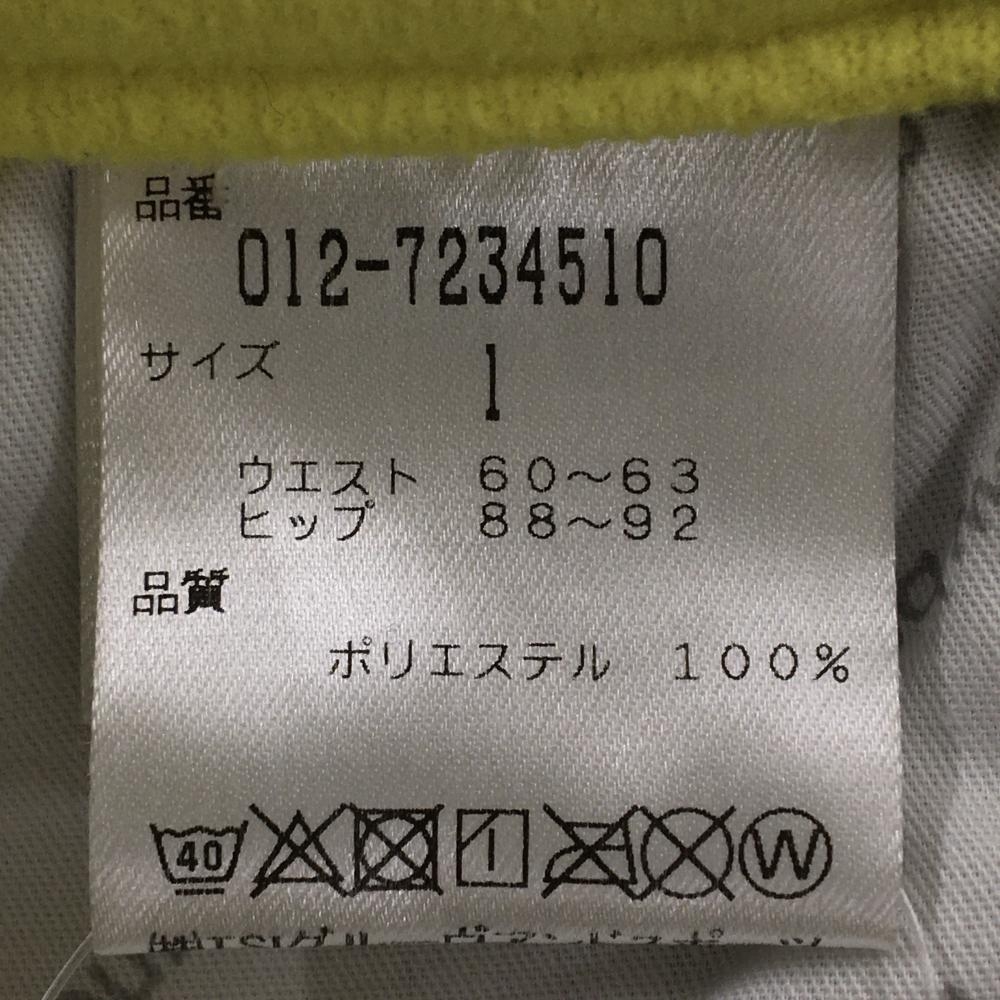 品番
012-7234510
サイズ 1
ウエスト 60〜63
ヒップ 88〜92
品質
ポリエステル 100%
40 W